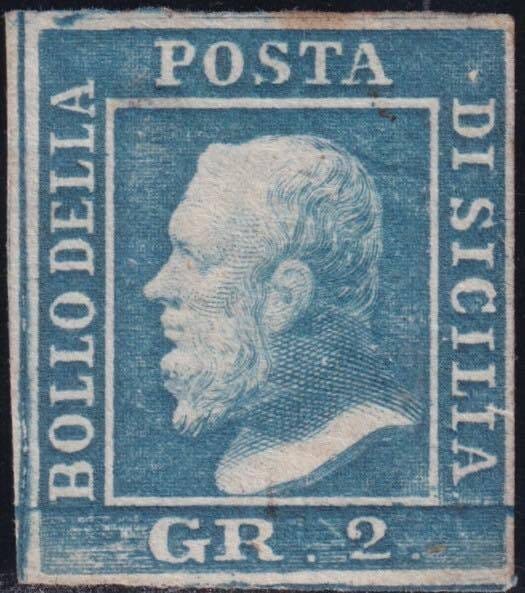 BOLLO DELLA
POSTA
DI SICILIA
GR. 2.